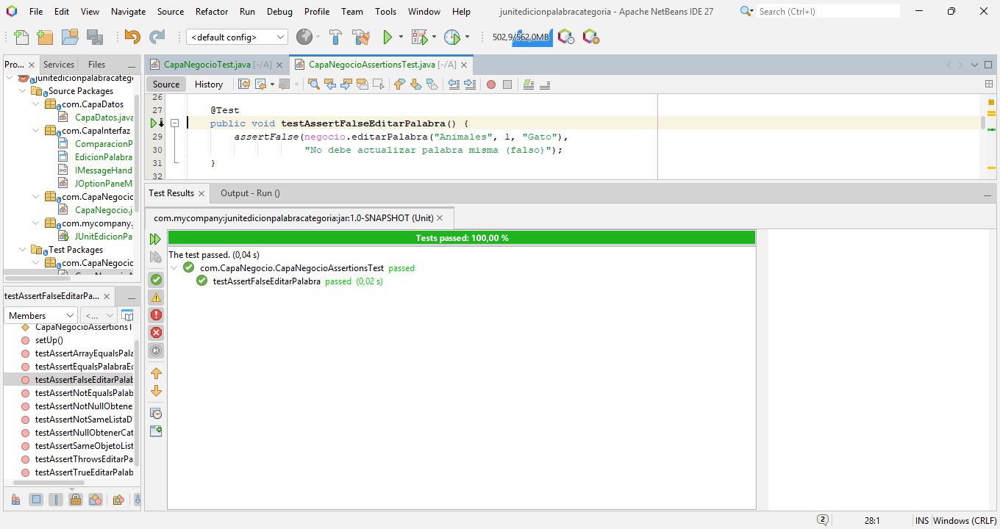 File Edit View Navigate Source Refactor Run Debug Profile Team Tools Window Help junitedicionpalabracategoria - Apache NetBeans IDE 27 Search (Ctrl+I)
<default config> 502,9/562,0MB
Pro... Services Files
junitedicionpalabracategi
Source Packages
com.CapaDatos
CapaDatos.java
com.CapaInterfaz
ComparacionP
EdicionPalabra
IMessageHand
JOptionPaneM
com.CapaNegocio
CapaNegocio.j
com.mycompany.
JUnitEdicionPa
Test Packages
com.CapaNegocio
CapaNegocioTest.java [-/A] CapaNegocioAssertionsTest.java [-/A]
Source History
26
27 @Test
public void testAssertFalseEditarPalabra() {
29 assertFalse(negocio.editarPalabra("Animales", 1, "Gato"),
30 "No debe actualizar palabra misma (falso)");
31 }
32
Test Results Output - Run ()
com.mycompany:junitedicionpalabracategoria:jar:1.0-SNAPSHOT (Unit)
Tests passed: 100,00 %
The test passed. (0,04 s)
com.CapaNegocio.CapaNegocioAssertionsTest passed
testAssertFalseEditarPalabra passed (0,02 s)
testAssertFalseEditarPa...
Members <...
CapaNegocioAssertionsT
setUp()
testAssertArrayEqualsPala
testAssertEqualsPalabraEd
testAssertFalseEditarPalab
testAssertNotEqualsPalab
testAssertNotNullObtene
testAssertNotSameListaD
testAssertNullObtenerCat
testAssertSameObjetoList
testAssertThrowsEditarPa
testAssertTrueEditarPalab
2 28:1 INS Windows (CRLF)